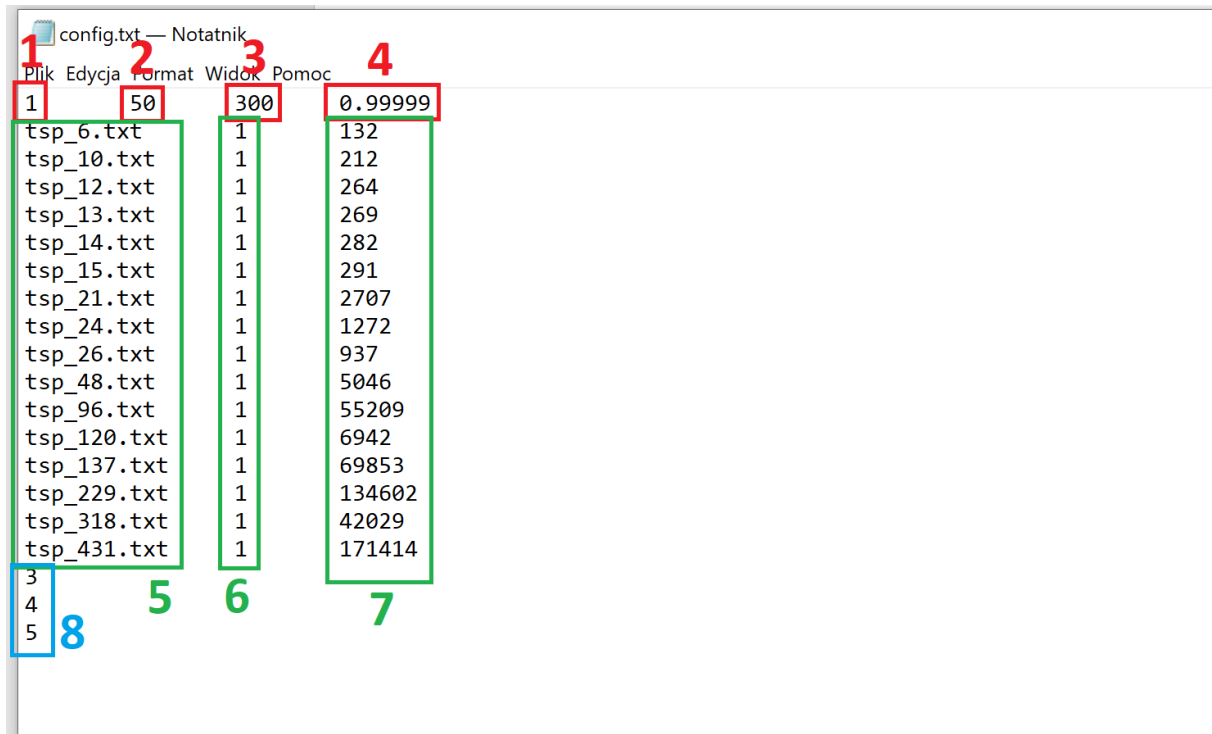 config.txt — Notatnik
1 2 3 4
Plik Edycja Format Widok Pomoc
1 50 300 0.99999
tsp_6.txt 1 132
tsp_10.txt 1 212
tsp_12.txt 1 264
tsp_13.txt 1 269
tsp_14.txt 1 282
tsp_15.txt 1 291
tsp_21.txt 1 2707
tsp_24.txt 1 1272
tsp_26.txt 1 937
tsp_48.txt 1 5046
tsp_96.txt 1 55209
tsp_120.txt 1 6942
tsp_137.txt 1 69853
tsp_229.txt 1 134602
tsp_318.txt 1 42029
tsp_431.txt 1 171414
3
5 6 7
4
5
8